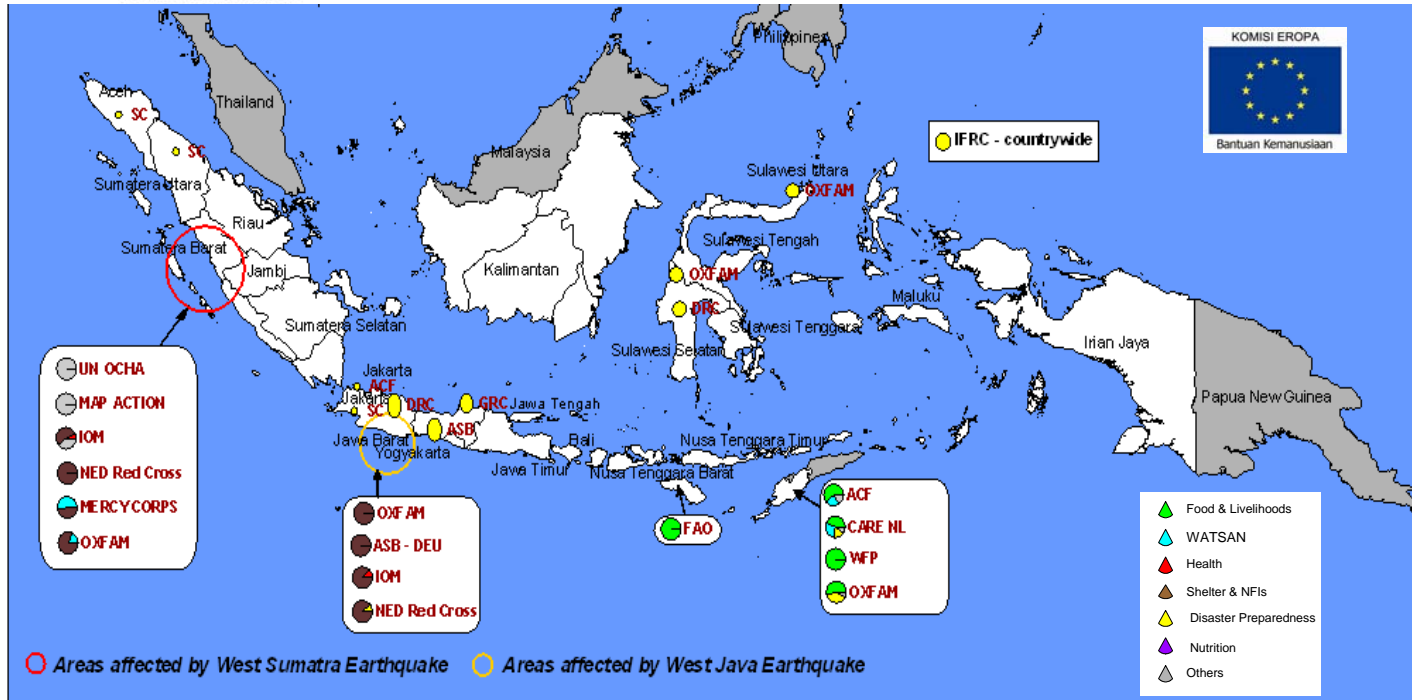 KOMISI EROPA
Bantuan Kemanusiaan
Philippines
Thailand
Aceh
SC
SC
Malaysia
IFRC - countrywide
Sumatera Utara
Sulawesi Utara
OXFAM
Riau
Sumatera Barat
Sulawesi Tengah
Jambi
Kalimantan
OXFAM
Maluku
DRC
Sumatera Selatan
Sulawesi Tenggara
Sulawesi Selatan
Irian Jaya
Papua New Guinea
Jakarta
ACF
Jakarta
SC
DRC
GRC
Jawa Tengah
ASB
Jawa Barat
Yogyakarta
Bali
Nusa Tenggara Timur
Jawa Timur
Nusa Tenggara Barat
UN OCHA
MAP ACTION
IOM
NED Red Cross
MERCYCORPS
OXFAM
OXFAM
ASB - DEU
IOM
NED Red Cross
FAO
ACF
CARE NL
WFP
OXFAM
Food & Livelihoods
WATSAN
Health
Shelter & NFIs
Disaster Preparedness
Nutrition
Others
Areas affected by West Sumatra Earthquake
Areas affected by West Java Earthquake